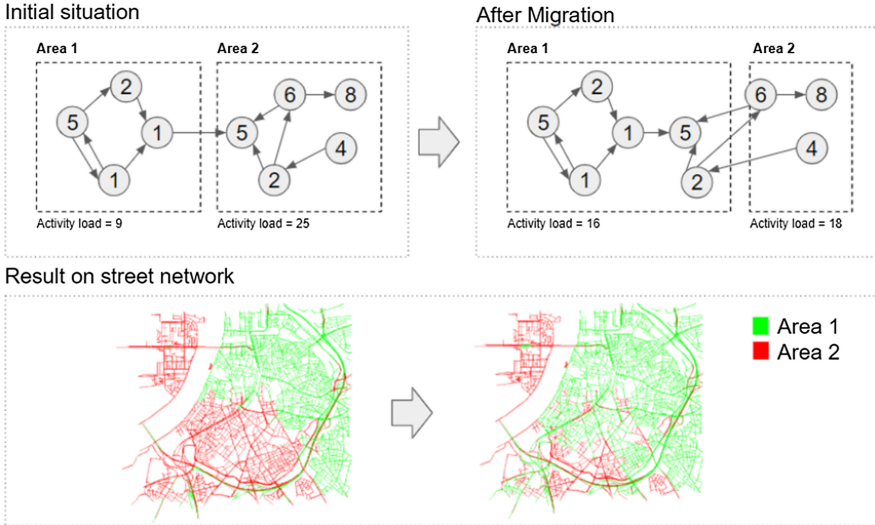 Initial situation
After Migration
Area 1
Area 2
Area 1
Area 2
2
6
8
5
1
5
4
1
2
2
6
8
5
1
5
4
1
2
Activity load = 9
Activity load = 25
Activity load = 16
Activity load = 18
Result on street network
Area 1
Area 2